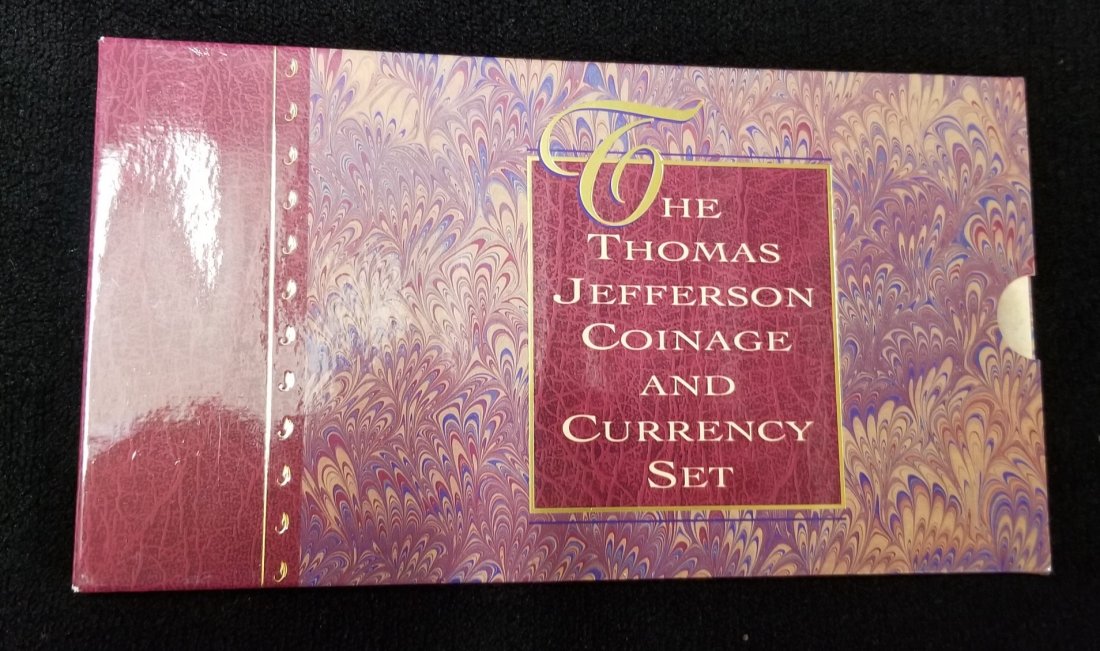 The
Thomas
Jefferson
Coinage
and
Currency
Set